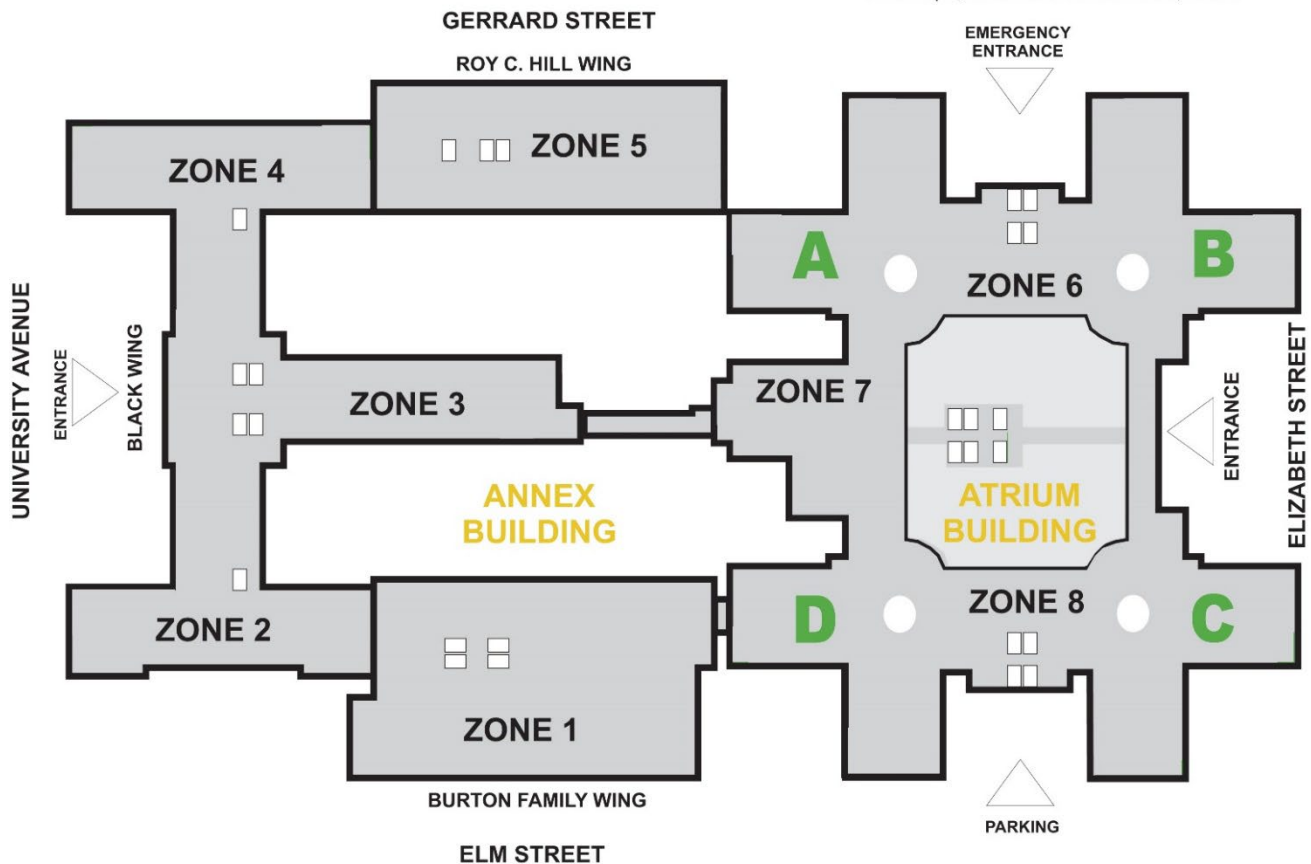 GERRARD STREET
EMERGENCY
ENTRANCE
ROY C. HILL WING
ZONE 5
ZONE 4
A
B
ZONE 6
UNIVERSITY AVENUE
ENTRANCE
BLACK WING
ZONE 3
ZONE 7
ENTRANCE
ELIZABETH STREET
ANNEX
BUILDING
ATRIUM
BUILDING
ZONE 2
D
ZONE 8
C
ZONE 1
BURTON FAMILY WING
PARKING
ELM STREET